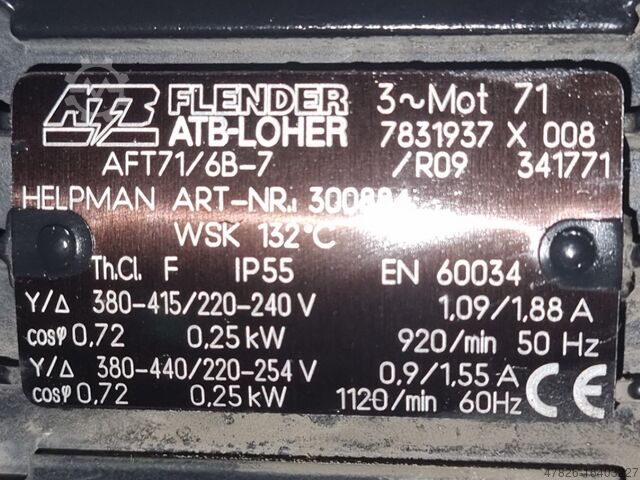 ATB FLENDER 3~Mot 71
ATB-LOHER 7831937 X 008
AFT71/6B-7 /R09 341771
HELPMAN ART-NR.:
WSK 132°C
Th.Cl. F IP55 EN 60034
Y/Δ 380-415/220-240 V 1,09/1,88 A
cosφ 0,72 0,25 kW 920/min 50 Hz
Y/Δ 380-440/220-254 V 0,9/1,55 A
cosφ 0,72 0,25 kW 1120/min 60Hz CE